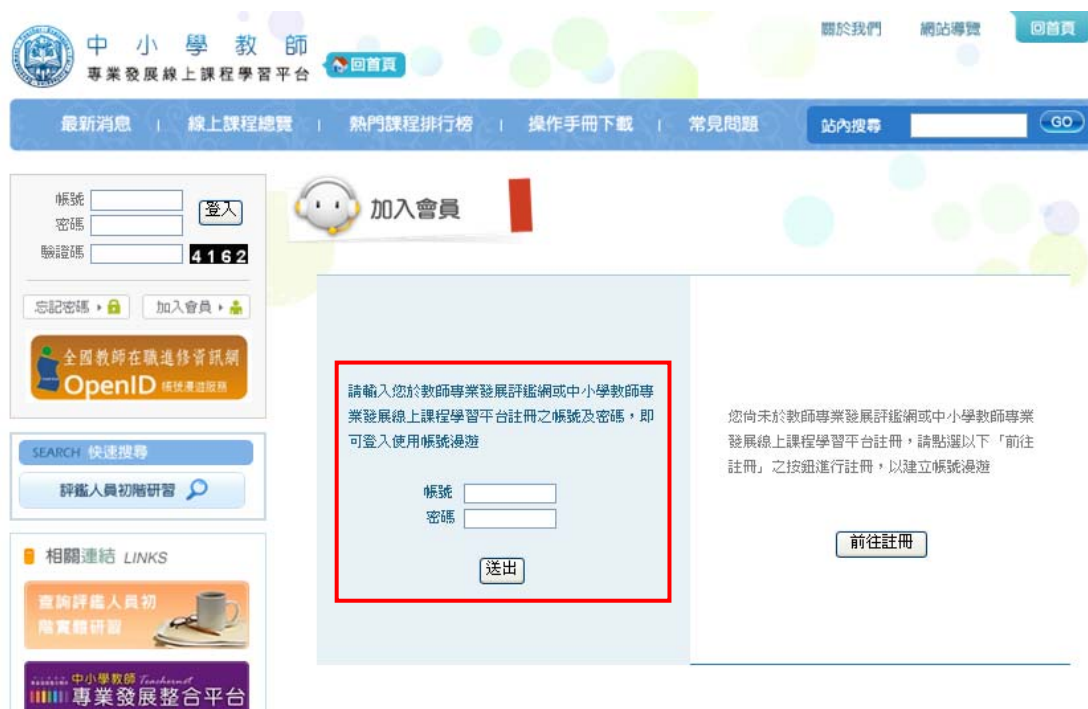 關於我們 網站導覽 回首頁
中小學教師
專業發展線上課程學習平台 回首頁
最新消息 | 線上課程總覽 | 熱門課程排行榜 | 操作手冊下載 | 常見問題 站內搜尋 GO
帳號 登入
密碼
驗證碼 4162
忘記密碼 加入會員
全國教師在職進修資訊網
OpenID 帳號漫遊服務
SEARCH 快速搜尋
評鑑人員初階研習
相關連結 LINKS
查詢評鑑人員初
階實體研習
中小學教師 Teachernet
專業發展整合平台
加入會員
請輸入您於教師專業發展評鑑網或中小學教師專
業發展線上課程學習平台註冊之帳號及密碼,即
可登入使用帳號漫遊
帳號
密碼
送出
您尚未於教師專業發展評鑑網或中小學教師專業
發展線上課程學習平台註冊,請點選以下「前往
註冊」之按鈕進行註冊,以建立帳號漫遊
前往註冊